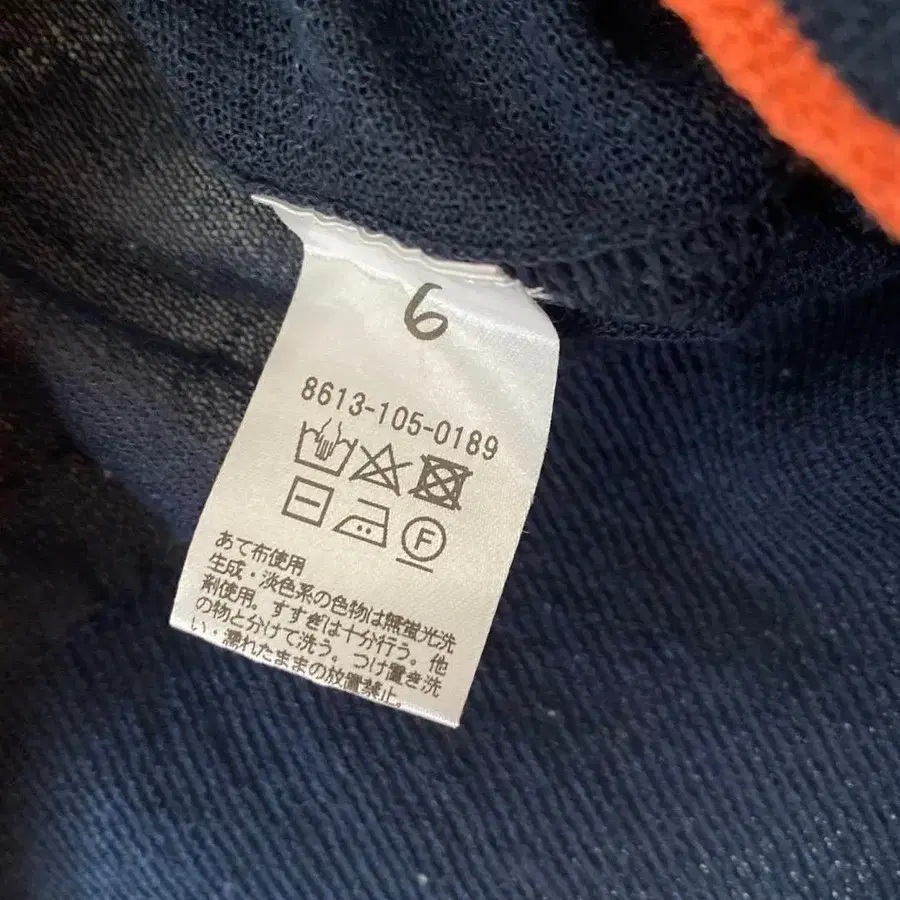 6
8613-105-0189
F
あて布使用
生成・淡色系の色物は無蛍光洗
剤使用。すすぎは十分行う。他
の物と分けて洗う。つけ置き洗
い・濡れたままの放置禁止。